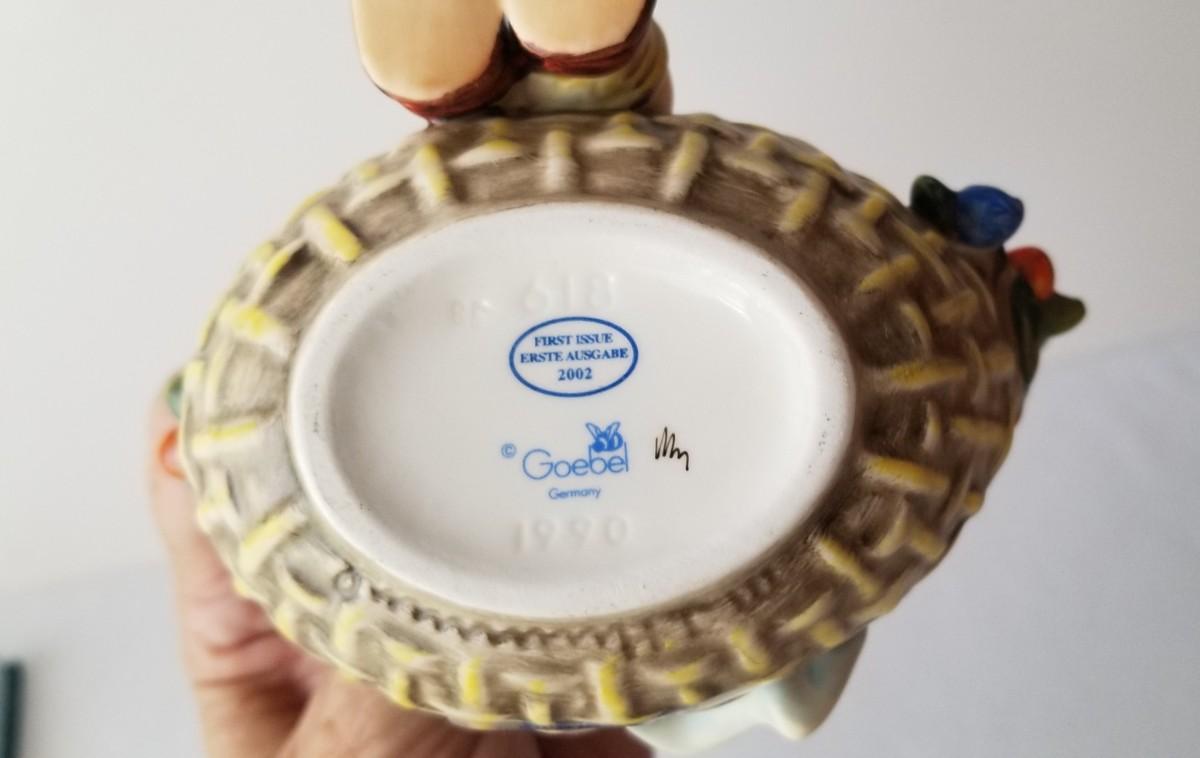 618
FIRST ISSUE
ERSTE AUSGABE
2002
© Goebel
Germany
1990